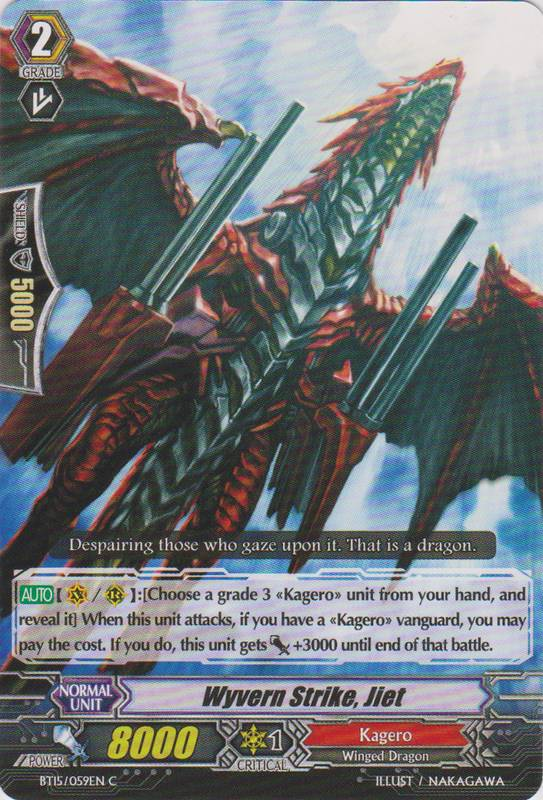 2
GRADE
SHIELD
5000
Despairing those who gaze upon it. That is a dragon.
AUTO [ V / R ]:[Choose a grade 3 «Kagero» unit from your hand, and
reveal it] When this unit attacks, if you have a «Kagero» vanguard, you may
pay the cost. If you do, this unit gets +3000 until end of that battle.
NORMAL
UNIT
Wyvern Strike, Jiet
POWER
8000
1
CRITICAL
Kagero
Winged Dragon
BT15/059EN C
ILLUST / NAKAGAWA